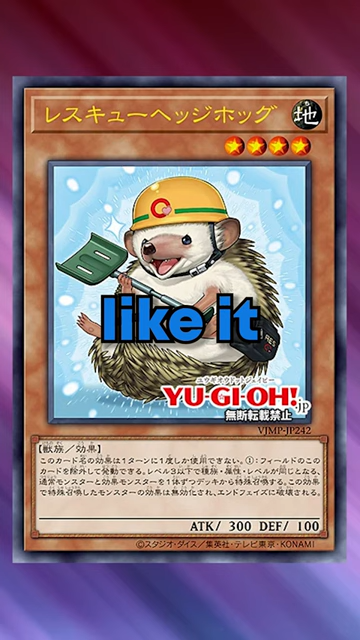 レスキューヘッジホッグ
地
like it
RES
ユウギオウドットジェイピー
YU-GI-OH!.jp
無断転載禁止
VJMP-JP242
【獣族／効果】
このカード名の効果は1ターンに1度しか使用できない。①：フィールドのこの
カードを除外して発動できる。レベル3以下で種族・属性・レベルが同じとなる、
通常モンスターと効果モンスターを1体ずつデッキから特殊召喚する。この効果
で特殊召喚したモンスターの効果は無効化され、エンドフェイズに破壊される。
ATK/ 300 DEF/ 100
©スタジオ・ダイス／集英社・テレビ東京・KONAMI